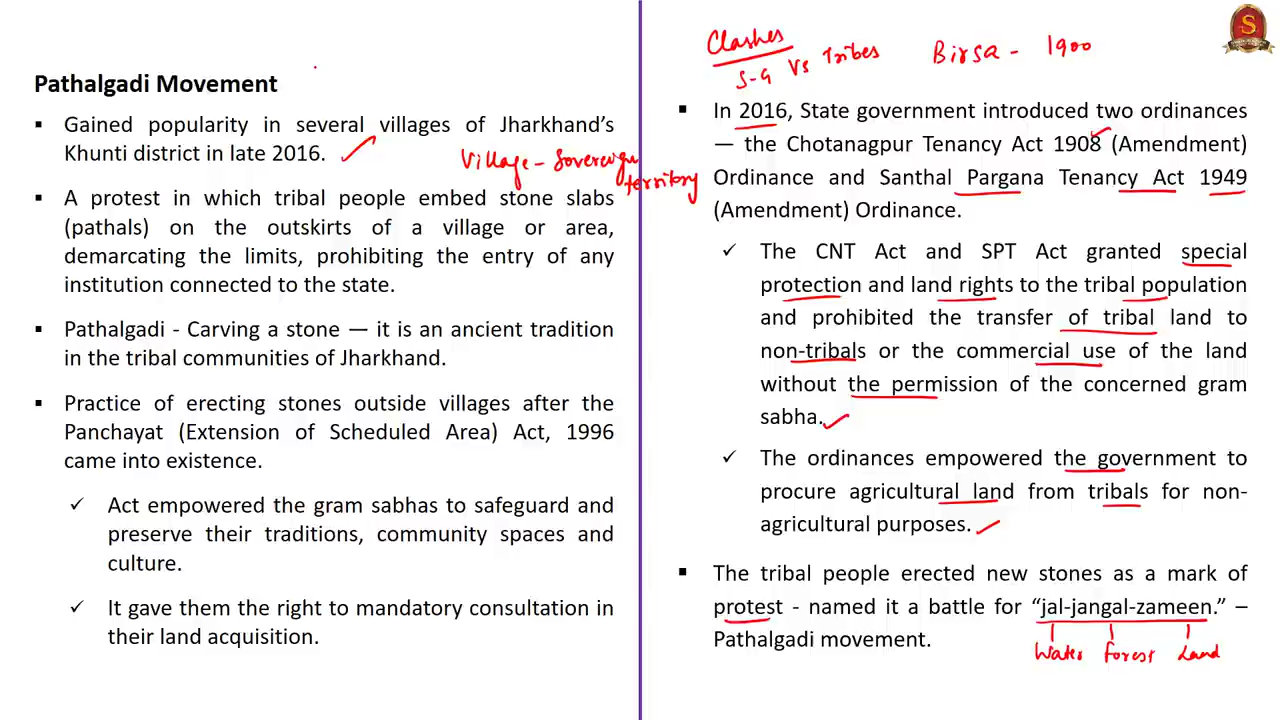 Pathalgadi Movement
▪ Gained popularity in several villages of Jharkhand's
Khunti district in late 2016.
Village - Sovereign
territory
▪ A protest in which tribal people embed stone slabs
(pathals) on the outskirts of a village or area,
demarcating the limits, prohibiting the entry of any
institution connected to the state.
▪ Pathalgadi - Carving a stone — it is an ancient tradition
in the tribal communities of Jharkhand.
▪ Practice of erecting stones outside villages after the
Panchayat (Extension of Scheduled Area) Act, 1996
came into existence.
✓ Act empowered the gram sabhas to safeguard and
preserve their traditions, community spaces and
culture.
✓ It gave them the right to mandatory consultation in
their land acquisition.
Clashes
S-G Vs Tribes
Birsa - 1900
S
▪ In 2016, State government introduced two ordinances
— the Chotanagpur Tenancy Act 1908 (Amendment)
Ordinance and Santhal Pargana Tenancy Act 1949
(Amendment) Ordinance.
✓ The CNT Act and SPT Act granted special
protection and land rights to the tribal population
and prohibited the transfer of tribal land to
non-tribals or the commercial use of the land
without the permission of the concerned gram
sabha.
✓ The ordinances empowered the government to
procure agricultural land from tribals for non-
agricultural purposes.
▪ The tribal people erected new stones as a mark of
protest - named it a battle for “jal-jangal-zameen.” –
Pathalgadi movement.
Water Forest Land